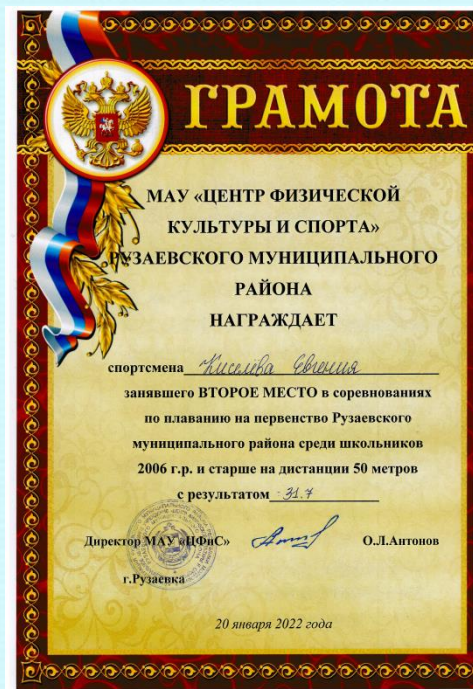 ГРАМОТА
МАУ «ЦЕНТР ФИЗИЧЕСКОЙ
КУЛЬТУРЫ И СПОРТА»
РУЗАЕВСКОГО МУНИЦИПАЛЬНОГО
РАЙОНА
НАГРАЖДАЕТ
спортсмена Киселёва Евгения
занявшего ВТОРОЕ МЕСТО в соревнованиях
по плаванию на первенство Рузаевского
муниципального района среди школьников
2006 г.р. и старше на дистанции 50 метров
с результатом 31.7
Директор МАУ «ЦФиС» О.Л.Антонов
г.Рузаевка
20 января 2022 года